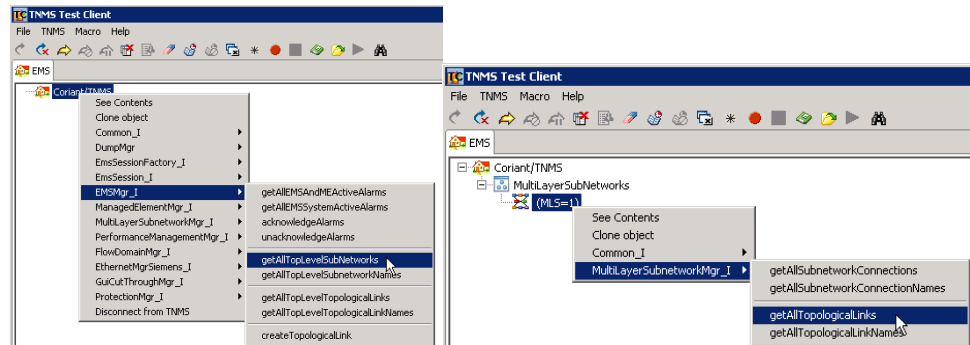 TNMS Test Client
File TNMS Macro Help
EMS
Coriant/TNMS
See Contents
Clone object
Common_I
DumpMgr
EmsSessionFactory_I
EmsSession_I
EMSMgr_I
ManagedElementMgr_I
MultiLayerSubnetworkMgr_I
PerformanceManagementMgr_I
FlowDomainMgr_I
EthernetMgrSiemens_I
GuiCutThroughMgr_I
ProtectionMgr_I
Disconnect from TNMS
getAllEMSAndMEActiveAlarms
getAllEMSSystemActiveAlarms
acknowledgeAlarms
unacknowledgeAlarms
getAllTopLevelSubNetworks
getAllTopLevelSubnetworkNames
getAllTopLevelTopologicalLinks
getAllTopLevelTopologicalLinkNames
createTopologicalLink
TNMS Test Client
File TNMS Macro Help
EMS
Coriant/TNMS
MultiLayerSubNetworks
(MLS=1)
See Contents
Clone object
Common_I
MultiLayerSubnetworkMgr_I
getAllSubnetworkConnections
getAllSubnetworkConnectionNames
getAllTopologicalLinks
getAllTopologicalLinkNames